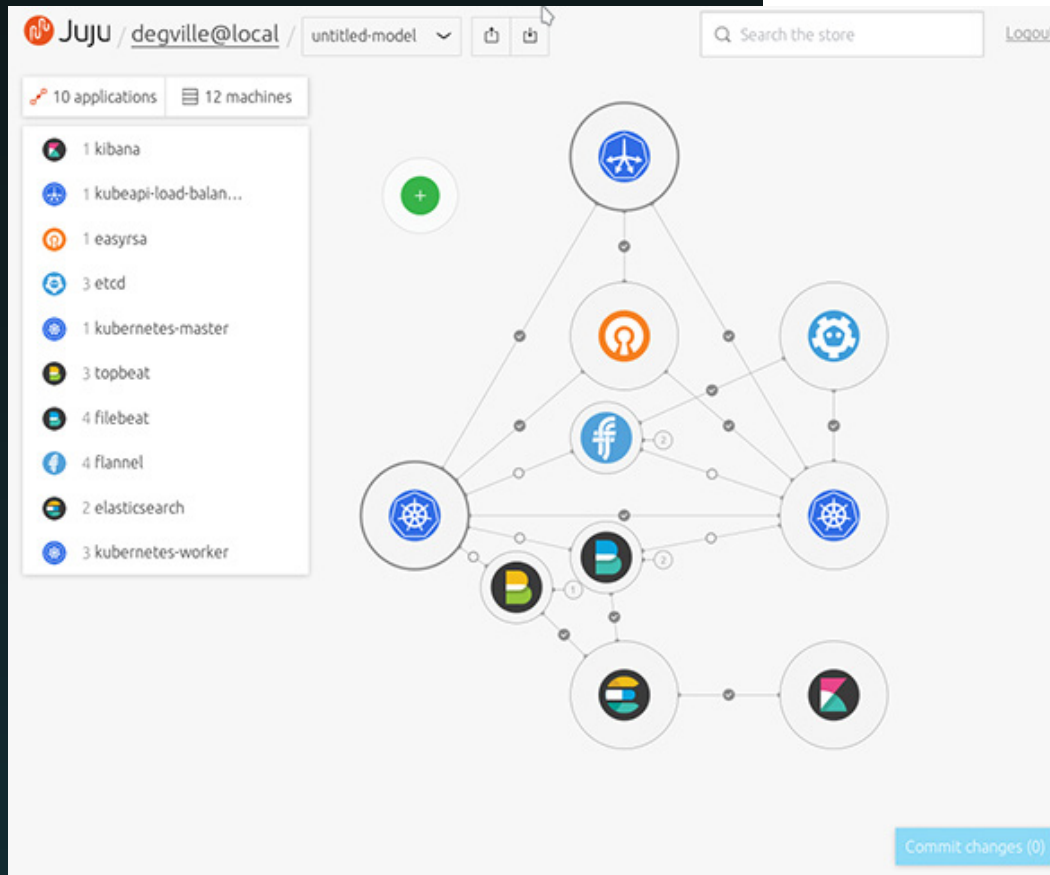 Juju / degville@local / untitled-model
Search the store
Logou
10 applications 12 machines
1 kibana
1 kubeapi-load-balan...
1 easyrsa
3 etcd
1 kubernetes-master
3 topbeat
4 filebeat
4 flannel
2 elasticsearch
3 kubernetes-worker
2
2
1
Commit changes (0)